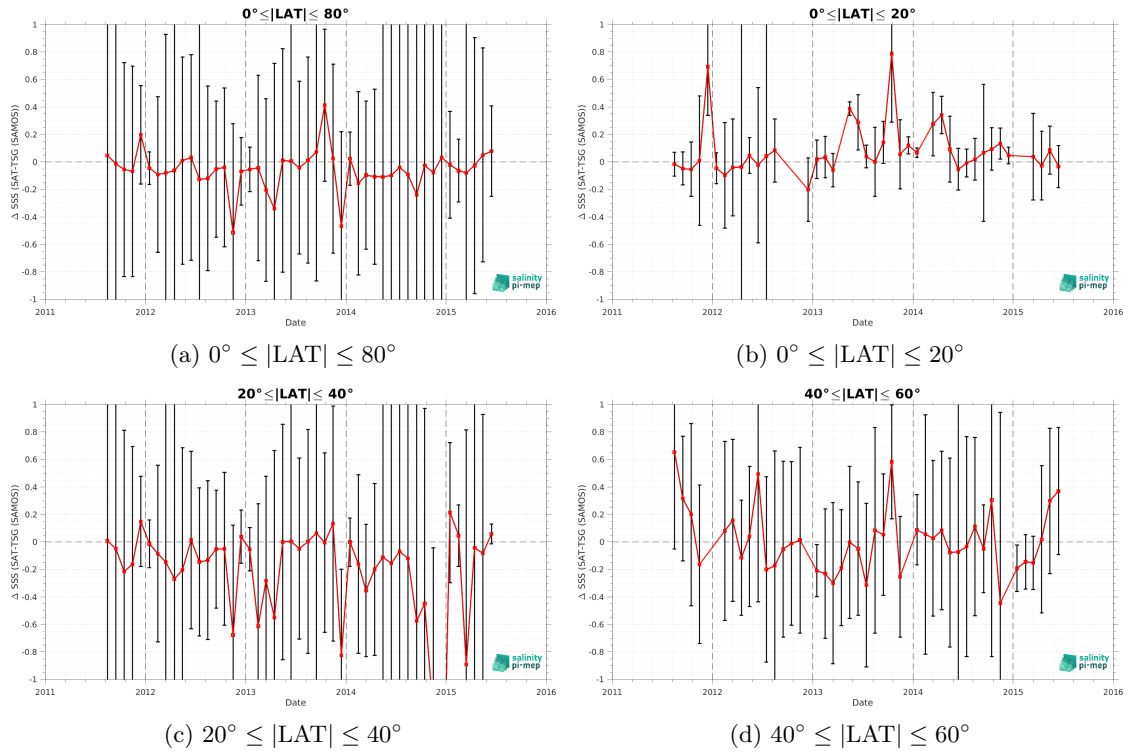 0°≤|LAT|≤ 80°
Δ SSS (SAT-TSG (SAMOS))
1
0.8
0.6
0.4
0.2
0
-0.2
-0.4
-0.6
-0.8
-1
2011 2012 2013 2014 2015 2016
Date
salinity
pi-mep
(a) 0° ≤ |LAT| ≤ 80°
0°≤|LAT|≤ 20°
Δ SSS (SAT-TSG (SAMOS))
1
0.8
0.6
0.4
0.2
0
-0.2
-0.4
-0.6
-0.8
-1
2011 2012 2013 2014 2015 2016
Date
salinity
pi-mep
(b) 0° ≤ |LAT| ≤ 20°
20°≤|LAT|≤ 40°
Δ SSS (SAT-TSG (SAMOS))
1
0.8
0.6
0.4
0.2
0
-0.2
-0.4
-0.6
-0.8
-1
2011 2012 2013 2014 2015 2016
Date
salinity
pi-mep
(c) 20° ≤ |LAT| ≤ 40°
40°≤|LAT|≤ 60°
Δ SSS (SAT-TSG (SAMOS))
1
0.8
0.6
0.4
0.2
0
-0.2
-0.4
-0.6
-0.8
-1
2011 2012 2013 2014 2015 2016
Date
salinity
pi-mep
(d) 40° ≤ |LAT| ≤ 60°